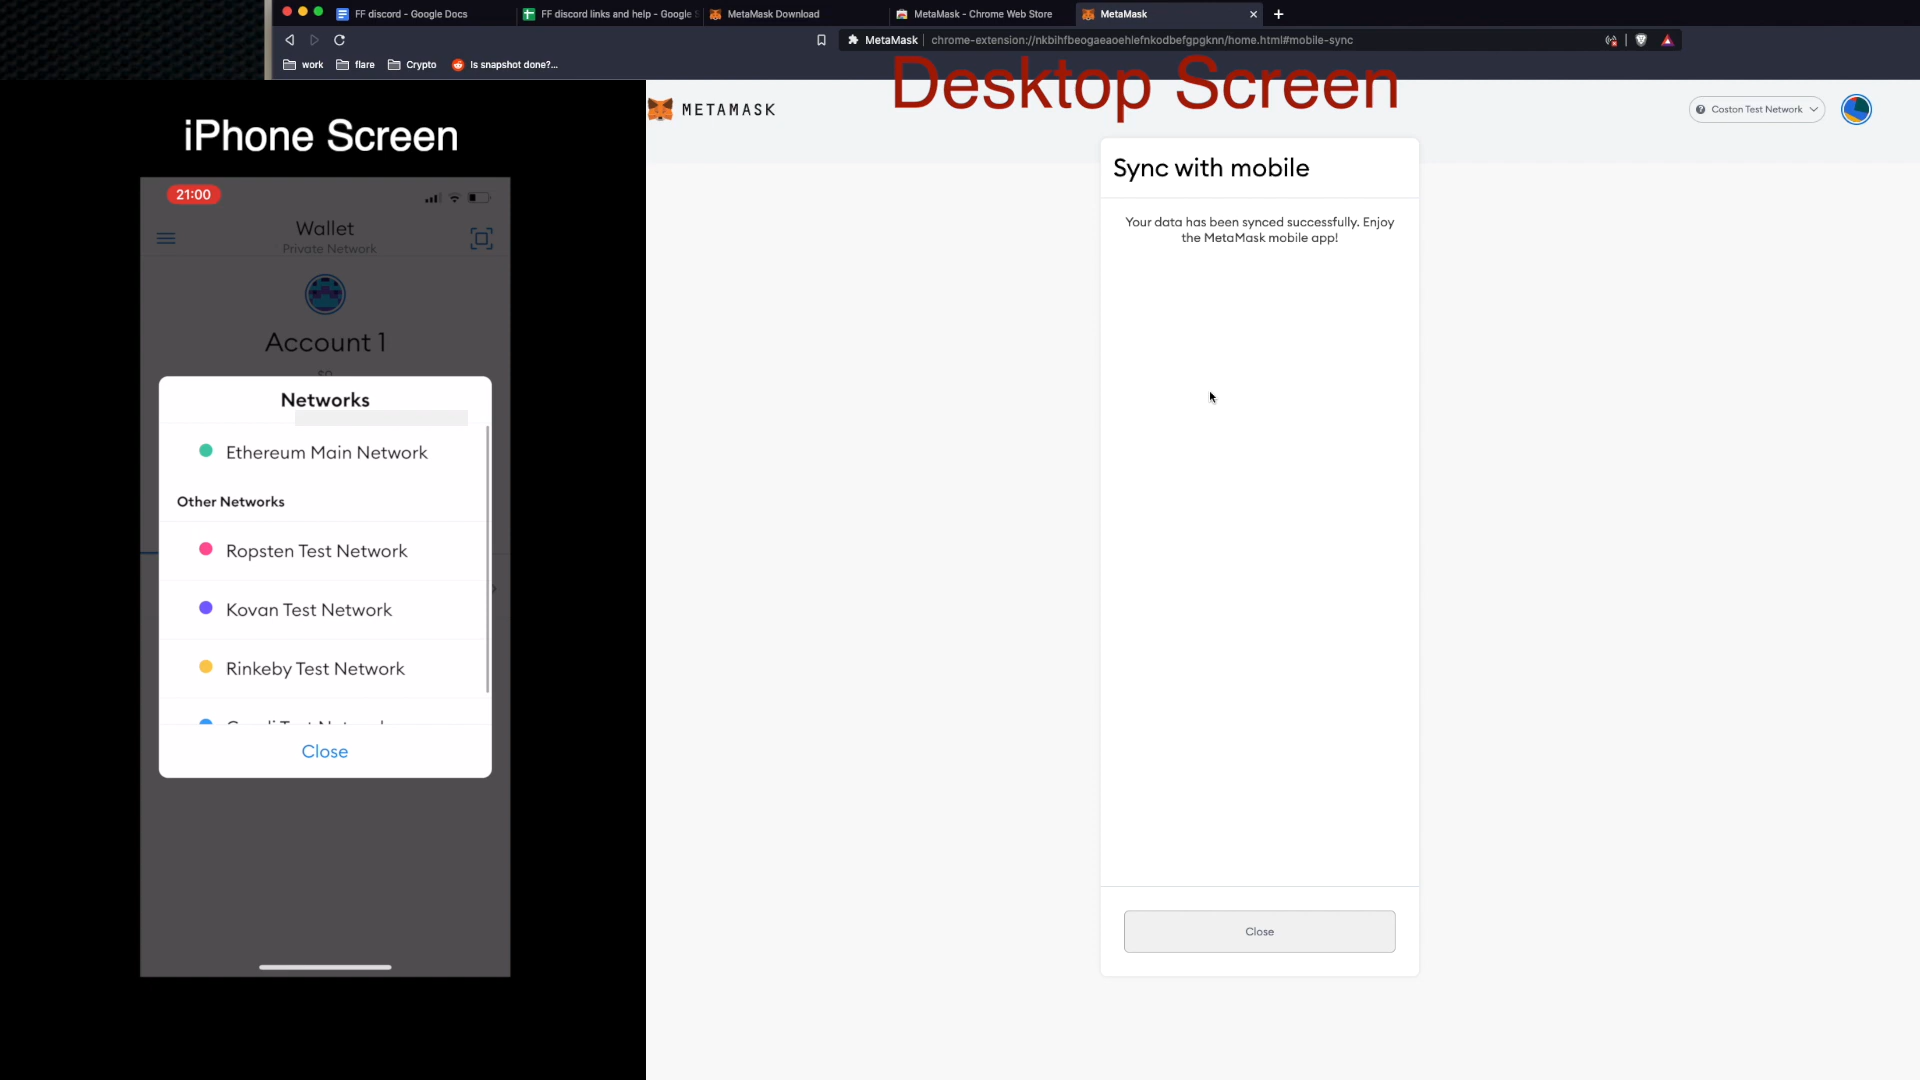 FF discord - Google Docs
FF discord links and help - Google
MetaMask Download
MetaMask - Chrome Web Store
MetaMask
MetaMask
chrome-extension://nkbihfbeogaeaoehlefnkodbefgpgknn/home.html#mobile-sync
work
flare
Crypto
Is snapshot done?...
Desktop Screen
iPhone Screen
METAMASK
Coston Test Network
21:00
Wallet
Private Network
Account 1
$0
Networks
Ethereum Main Network
Other Networks
Ropsten Test Network
Kovan Test Network
Rinkeby Test Network
Close
Sync with mobile
Your data has been synced successfully. Enjoy
the MetaMask mobile app!
Close